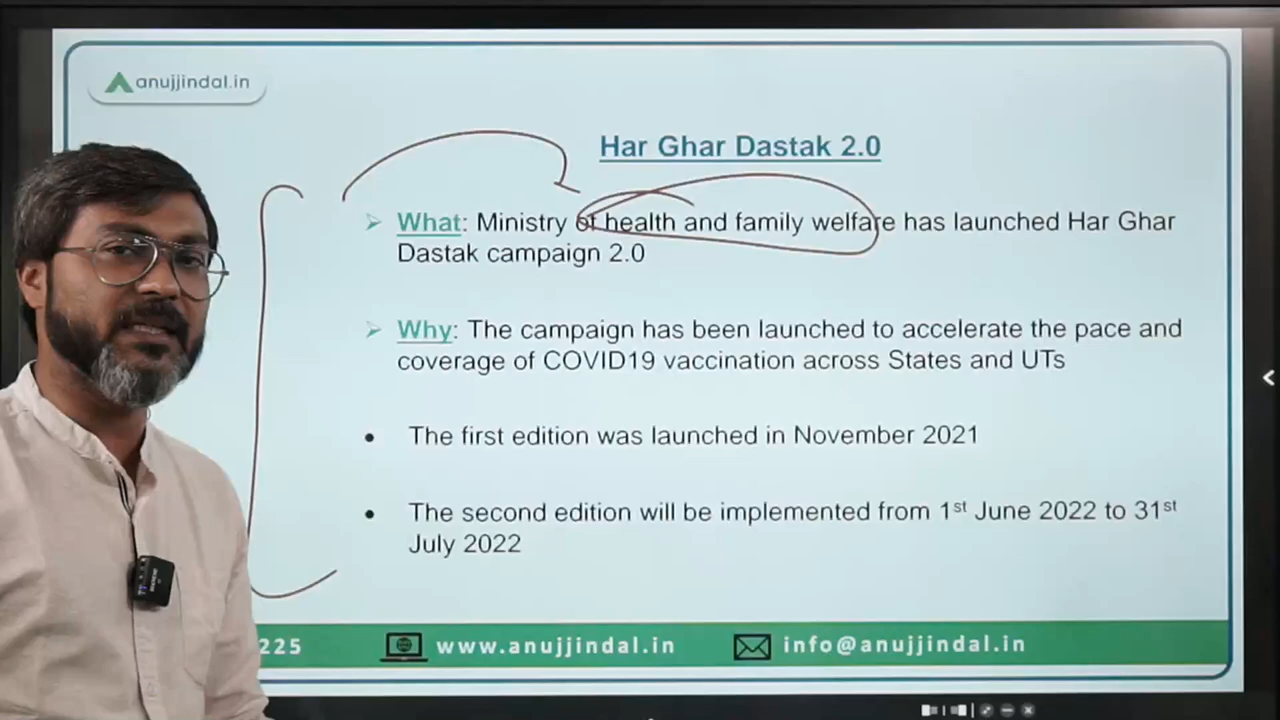 anujjindal.in
Har Ghar Dastak 2.0
What: Ministry of health and family welfare has launched Har Ghar
Dastak campaign 2.0
Why: The campaign has been launched to accelerate the pace and
coverage of COVID19 vaccination across States and UTs
• The first edition was launched in November 2021
• The second edition will be implemented from 1st June 2022 to 31st
July 2022
225 www.anujjindal.in info@anujjindal.in